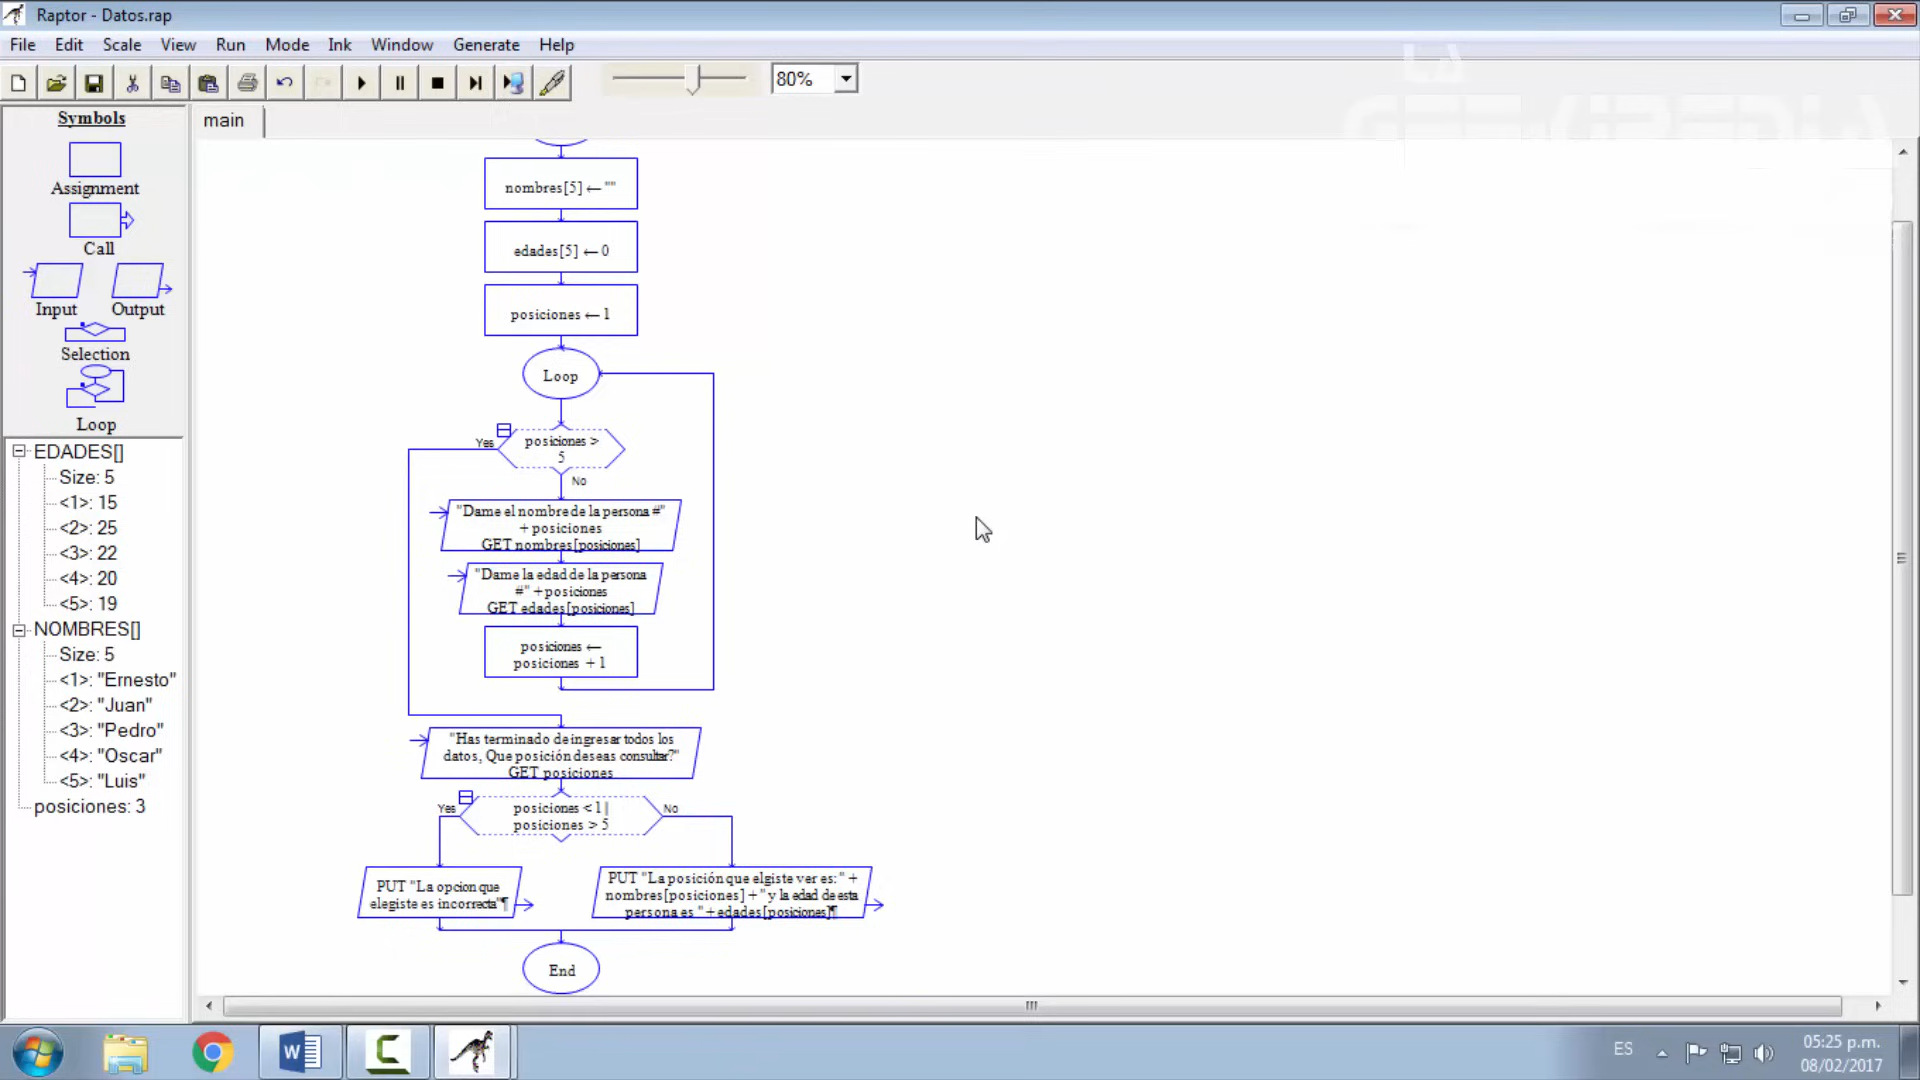 Raptor - Datos.rap
File Edit Scale View Run Mode Ink Window Generate Help
80%
Symbols
Assignment
Call
Input Output
Selection
Loop
EDADES[]
Size: 5
<1>: 15
<2>: 25
<3>: 22
<4>: 20
<5>: 19
NOMBRES[]
Size: 5
<1>: "Ernesto"
<2>: "Juan"
<3>: "Pedro"
<4>: "Oscar"
<5>: "Luis"
posiciones: 3
main
nombres[5] ← ""
edades[5] ← 0
posiciones ← 1
Loop
Yes
posiciones >
5
No
"Dame el nombre de la persona #"
+ posiciones
GET nombres[posiciones]
"Dame la edad de la persona
#" + posiciones
GET edades[posiciones]
posiciones ←
posiciones + 1
"Has terminado de ingresar todos los
datos, Que posición deseas consultar?"
GET posiciones
Yes
posiciones < 1 |
posiciones > 5
No
PUT "La opcion que
elegiste es incorrecta"¶
PUT "La posición que elgiste ver es:" +
nombres[posiciones] + " y la edad de esta
persona es " + edades[posiciones]¶
End
LA
ES
05:25 p.m.
08/02/2017